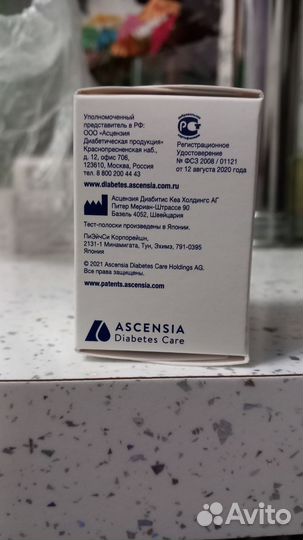 Уполномоченный
представитель в РФ:
ООО «Асцензия
Диабетическая продукция»
Краснопресненская наб.,
д. 12, офис 706,
123610, Москва, Россия
тел. 8 800 200 44 43
www.diabetes.ascensia.com.ru
РСТ
Регистрационное
Удостоверение
№ ФСЗ 2008 / 01121
от 12 августа 2020 года
Асцензия Диабитис Кеа Холдингс АГ
Питер Мериан-Штрассе 90
Базель 4052, Швейцария
Тест-полоски произведены в Японии.
ПиЭйчСи Корпорейшн,
2131-1 Минамигата, Тун, Эхимэ, 791-0395
Япония
© 2021 Ascensia Diabetes Care Holdings AG.
Все права защищены.
www.patents.ascensia.com
ASCENSIA
Diabetes Care
Avito